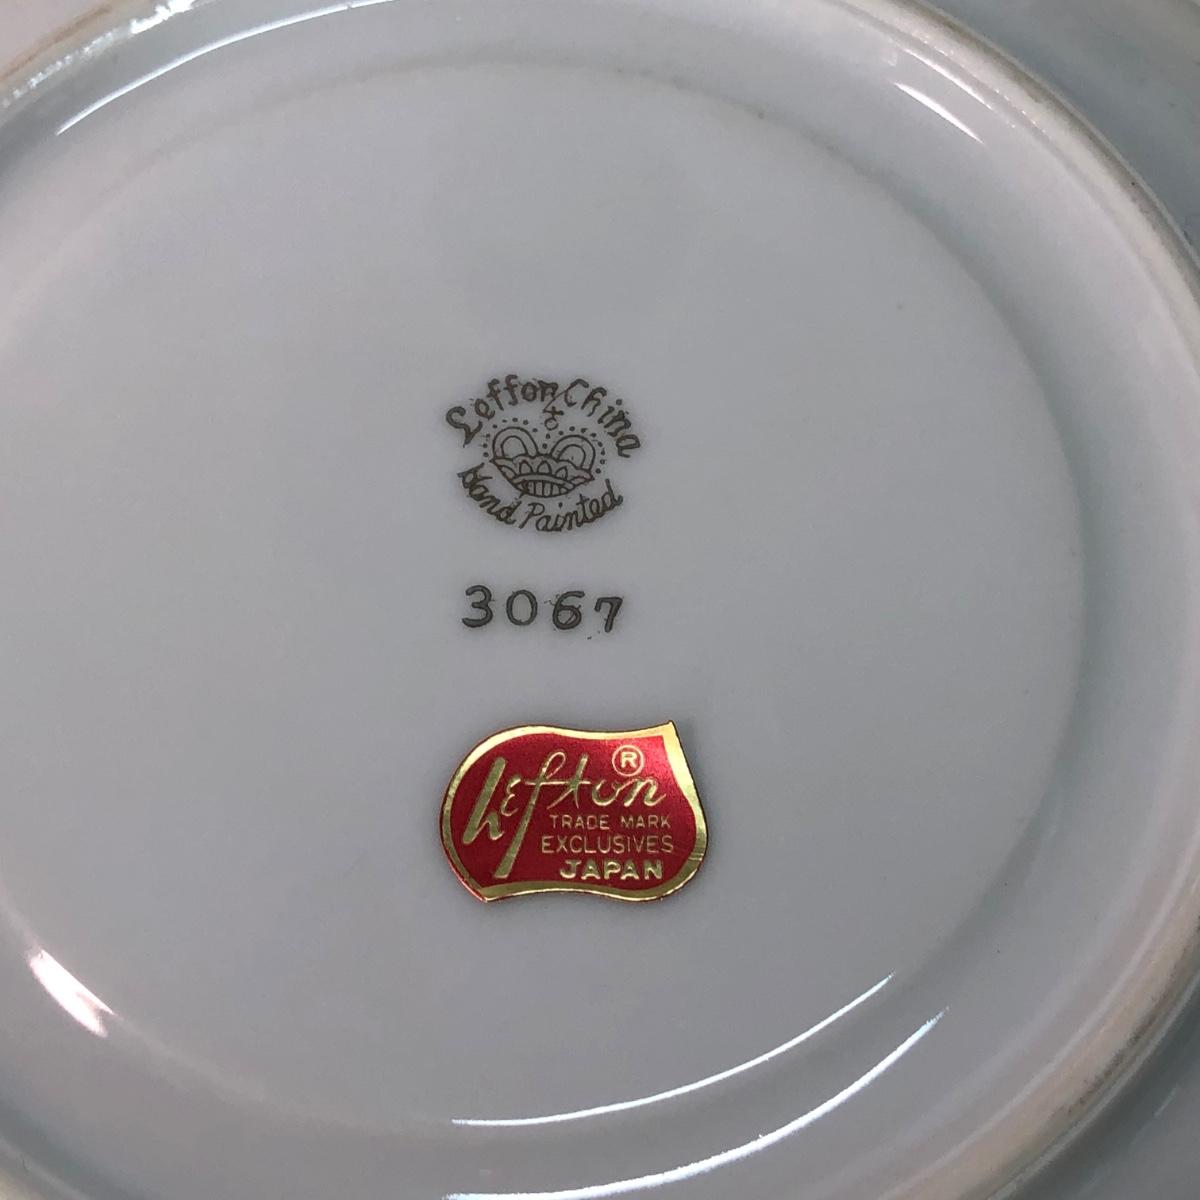 Lefton China
Hand Painted
3067
Lefton ®
TRADE MARK
EXCLUSIVES
JAPAN